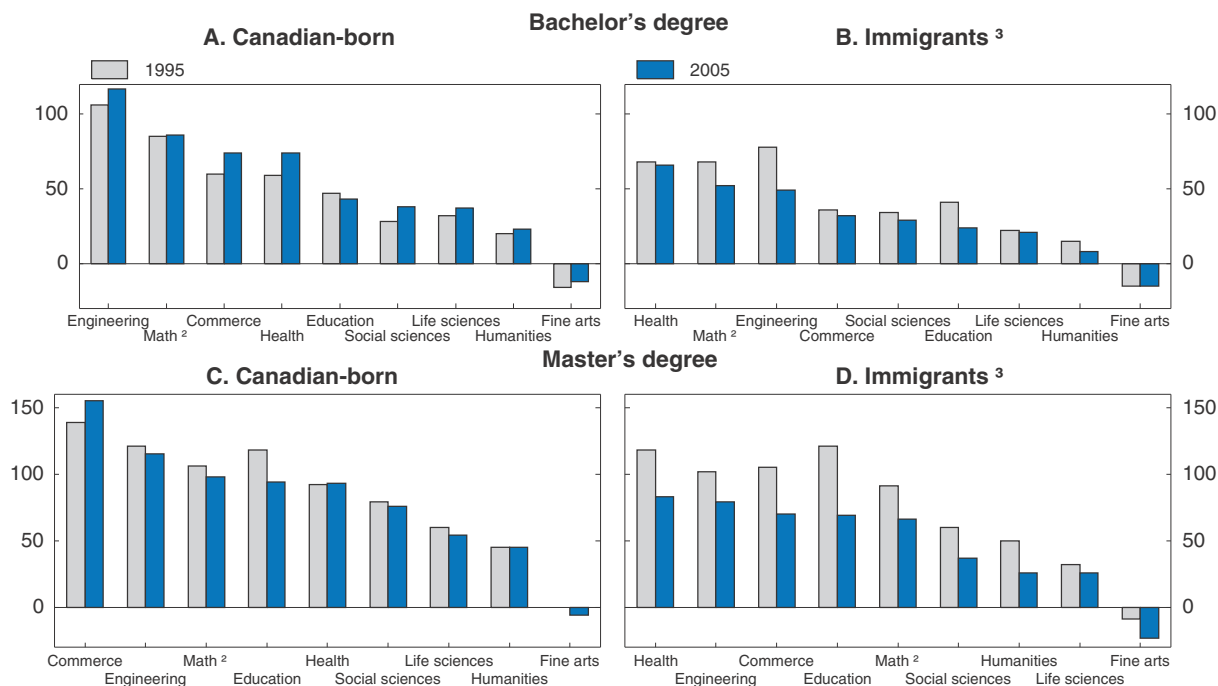 Bachelor's degree
A. Canadian-born
B. Immigrants ³
1995
2005
100
50
0
100
50
0
Engineering Commerce Education Life sciences Fine arts
Math ² Health Social sciences Humanities
Health Engineering Social sciences Life sciences Fine arts
Math ² Commerce Education Humanities
Master's degree
C. Canadian-born
D. Immigrants ³
150
100
50
0
150
100
50
0
Commerce Math ² Health Life sciences Fine arts
Engineering Education Social sciences Humanities
Health Commerce Math ² Humanities Fine arts
Engineering Education Social sciences Life sciences